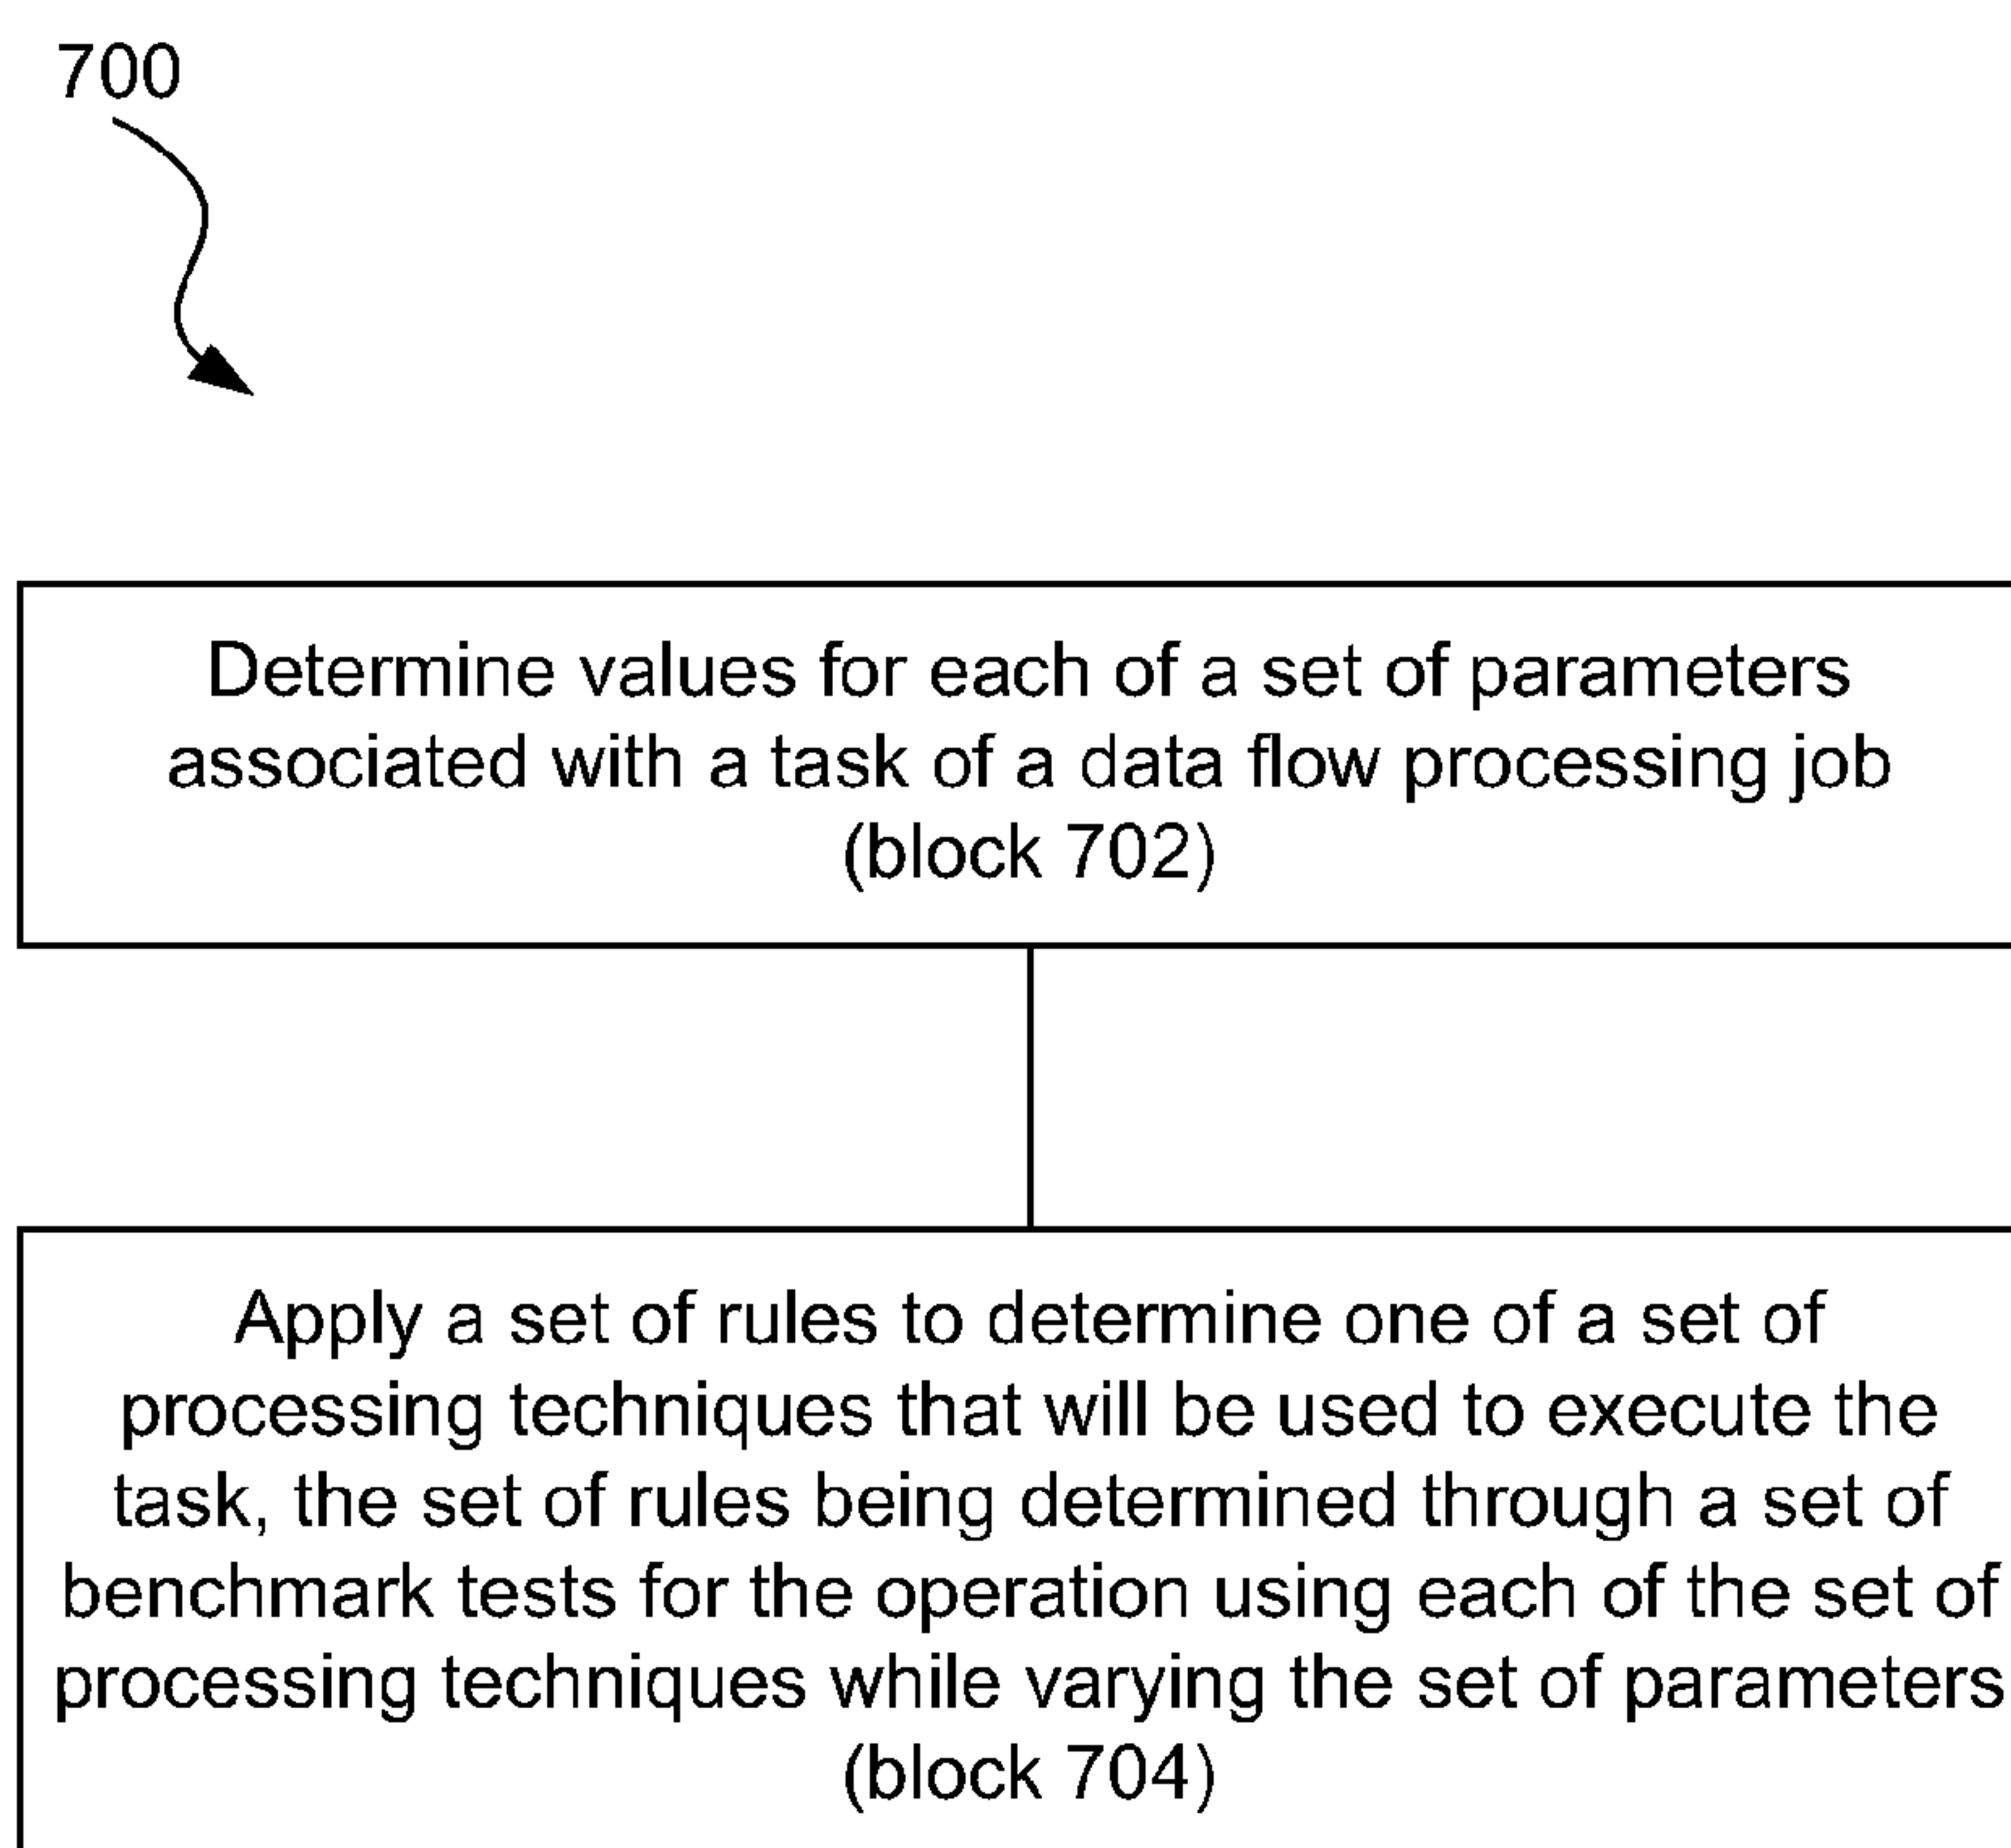 700
Determine values for each of a set of parameters
associated with a task of a data flow processing job
(block 702)
Apply a set of rules to determine one of a set of
processing techniques that will be used to execute the
task, the set of rules being determined through a set of
benchmark tests for the operation using each of the set of
processing techniques while varying the set of parameters
(block 704)